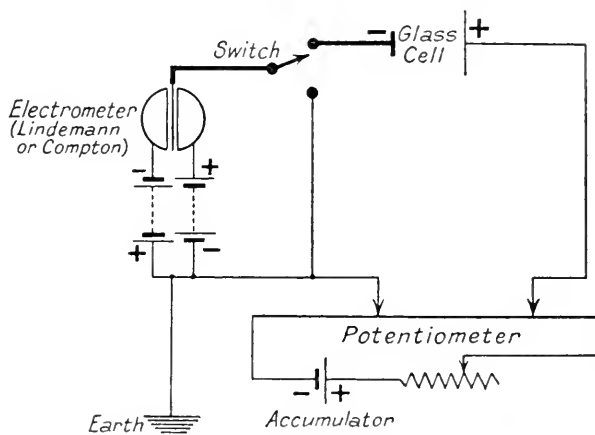 Switch
−
Glass
Cell
+
Electrometer
(Lindemann
or Compton)
−
+
+
−
Potentiometer
−
+
Accumulator
Earth